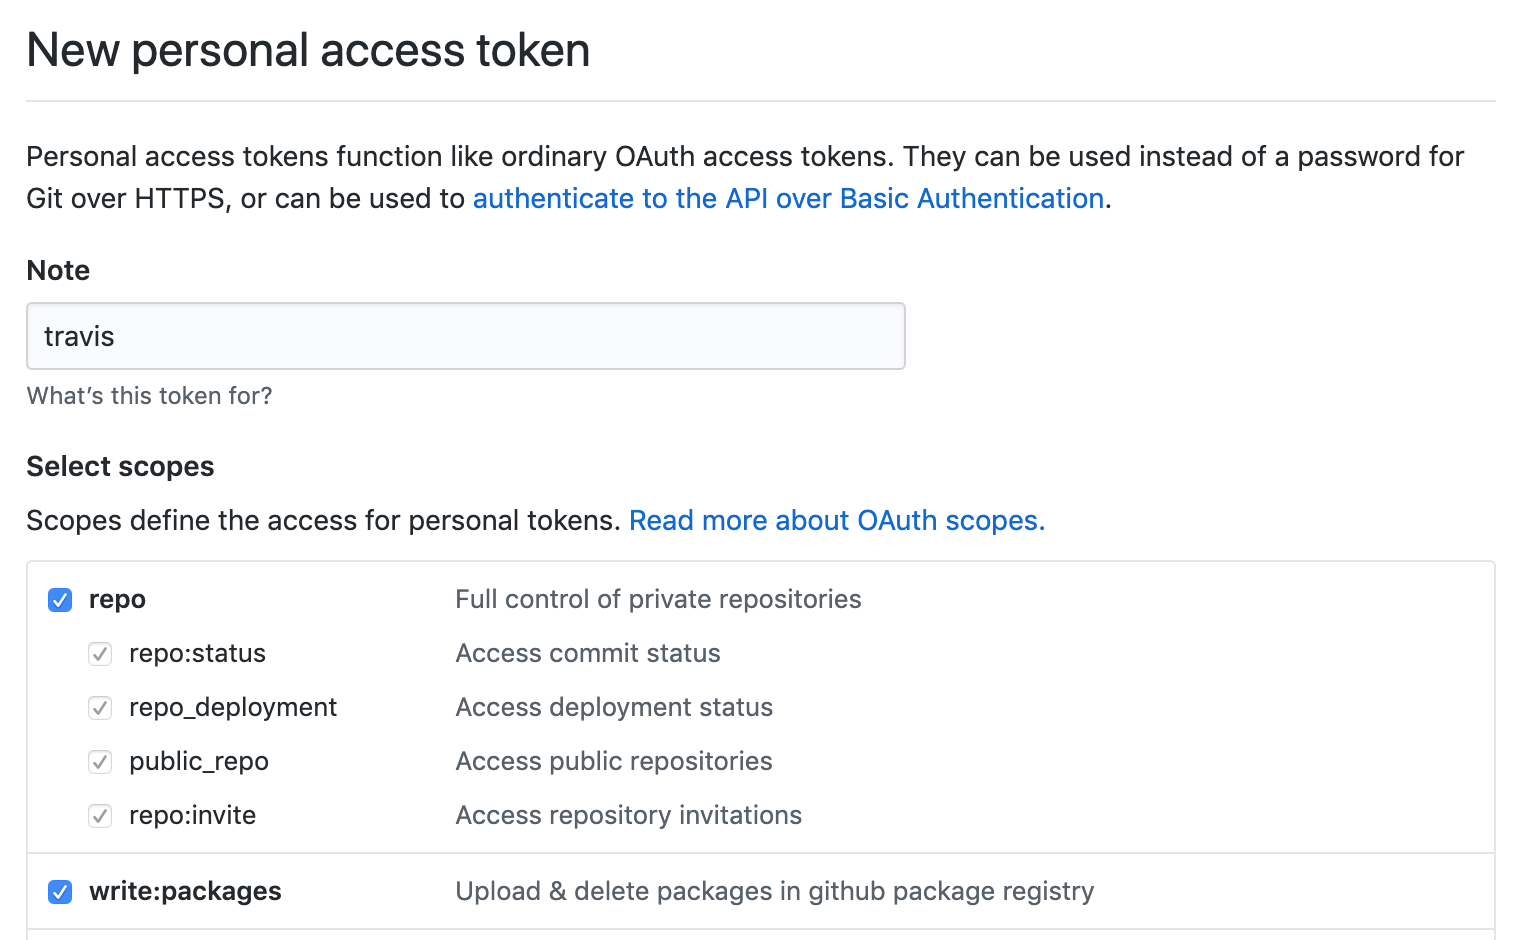 New personal access token
Personal access tokens function like ordinary OAuth access tokens. They can be used instead of a password for
Git over HTTPS, or can be used to authenticate to the API over Basic Authentication.
Note
travis
What's this token for?
Select scopes
Scopes define the access for personal tokens. Read more about OAuth scopes.
repo Full control of private repositories
repo:status Access commit status
repo_deployment Access deployment status
public_repo Access public repositories
repo:invite Access repository invitations
write:packages Upload & delete packages in github package registry